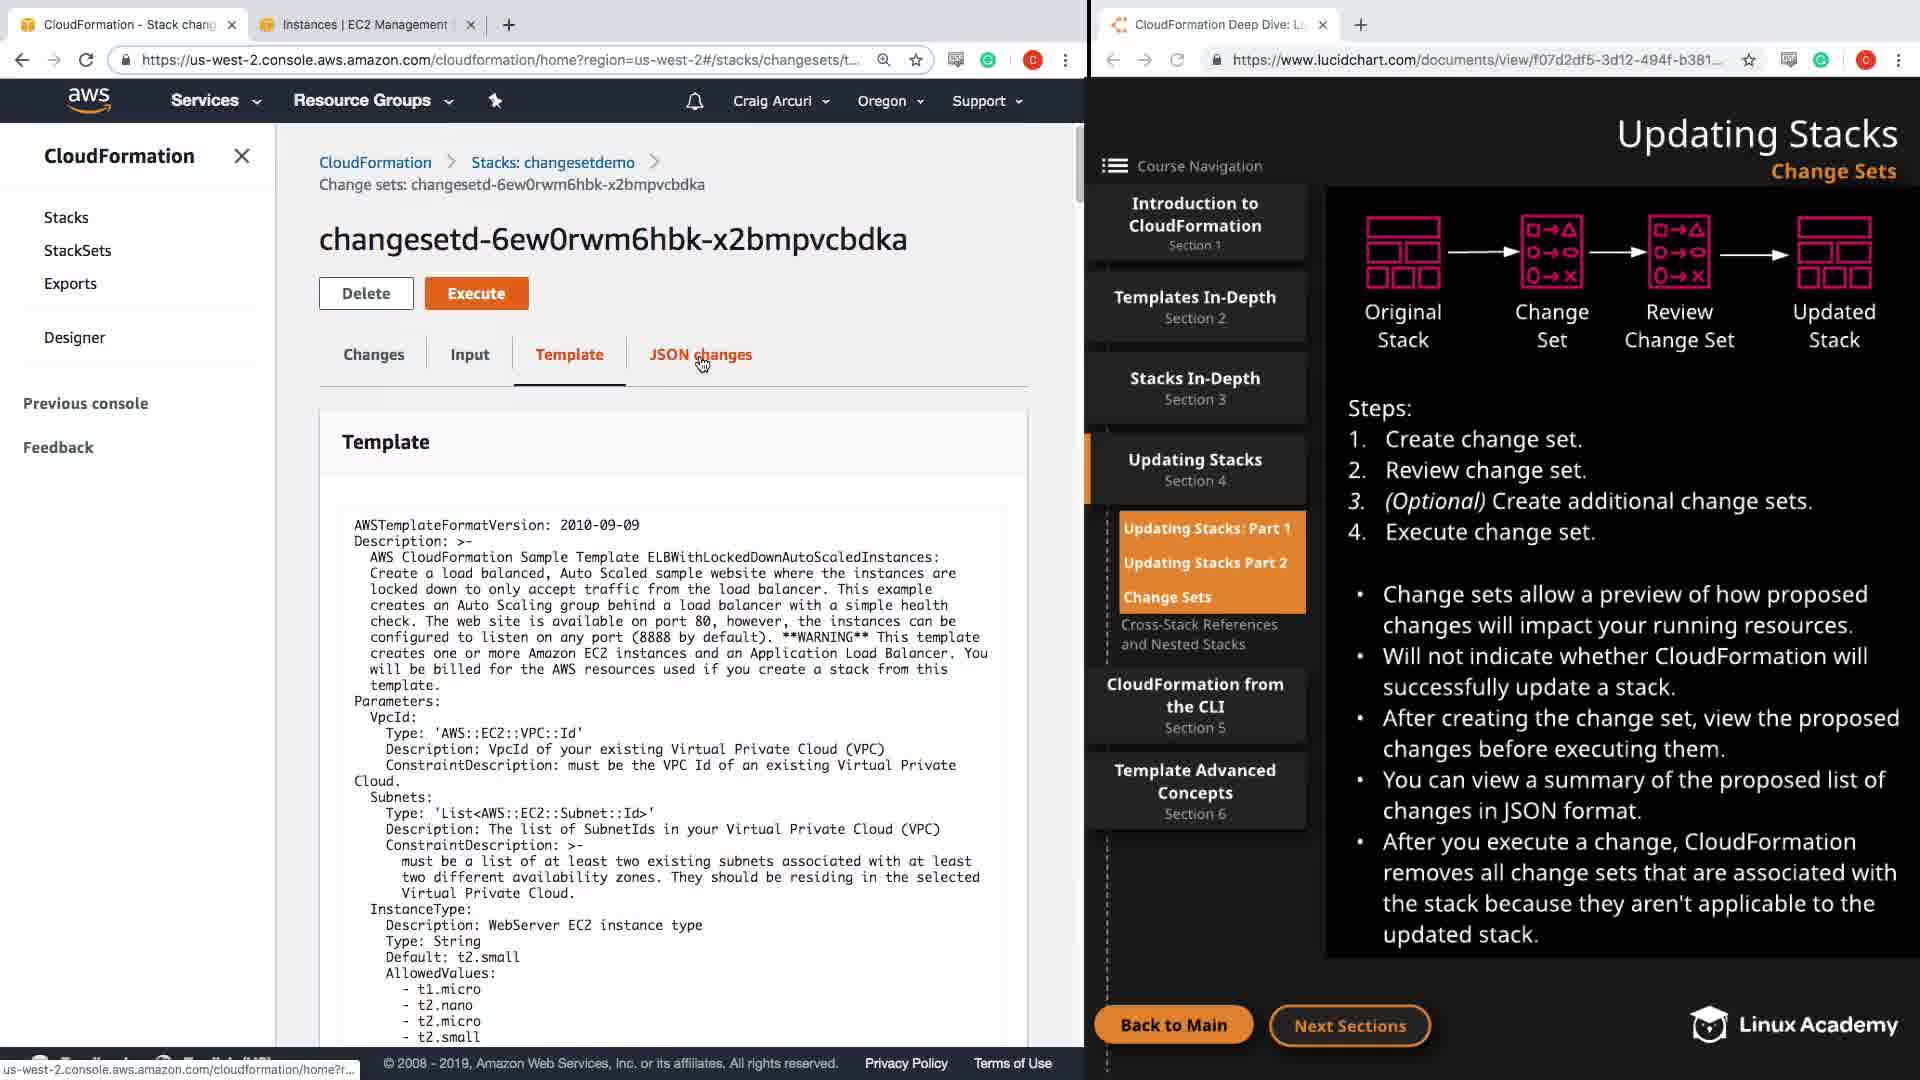 CloudFormation - Stack chang
Instances | EC2 Management
https://us-west-2.console.aws.amazon.com/cloudformation/home?region=us-west-2#/stacks/changesets/t...
C
aws
Services
Resource Groups
Craig Arcuri
Oregon
Support
CloudFormation
Stacks
StackSets
Exports
Designer
Previous console
Feedback
CloudFormation
Stacks: changesetdemo
Change sets: changesetd-6ew0rwm6hbk-x2bmpvcbdka
changesetd-6ew0rwm6hbk-x2bmpvcbdka
Delete
Execute
Changes
Input
Template
JSON changes
Template
AWSTemplateFormatVersion: 2010-09-09
Description: >-
AWS CloudFormation Sample Template ELBWithLockedDownAutoScaledInstances:
Create a load balanced, Auto Scaled sample website where the instances are
locked down to only accept traffic from the load balancer. This example
creates an Auto Scaling group behind a load balancer with a simple health
check. The web site is available on port 80, however, the instances can be
configured to listen on any port (8888 by default). **WARNING** This template
creates one or more Amazon EC2 instances and an Application Load Balancer. You
will be billed for the AWS resources used if you create a stack from this
template.
Parameters:
VpcId:
Type: 'AWS::EC2::VPC::Id'
Description: VpcId of your existing Virtual Private Cloud (VPC)
ConstraintDescription: must be the VPC Id of an existing Virtual Private
Cloud.
Subnets:
Type: 'List<AWS::EC2::Subnet::Id>'
Description: The list of SubnetIds in your Virtual Private Cloud (VPC)
ConstraintDescription: >-
must be a list of at least two existing subnets associated with at least
two different availability zones. They should be residing in the selected
Virtual Private Cloud.
InstanceType:
Description: WebServer EC2 instance type
Type: String
Default: t2.small
AllowedValues:
- t1.micro
- t2.nano
- t2.micro
- t2.small
© 2008 - 2019, Amazon Web Services, Inc. or its affiliates. All rights reserved.
Privacy Policy
Terms of Use
us-west-2.console.aws.amazon.com/cloudformation/home?r...
CloudFormation Deep Dive: L
https://www.lucidchart.com/documents/view/f07d2df5-3d12-494f-b381...
C
Updating Stacks
Change Sets
Course Navigation
Introduction to
CloudFormation
Section 1
Templates In-Depth
Section 2
Stacks In-Depth
Section 3
Updating Stacks
Section 4
Updating Stacks: Part 1
Updating Stacks Part 2
Change Sets
Cross-Stack References
and Nested Stacks
CloudFormation from
the CLI
Section 5
Template Advanced
Concepts
Section 6
Original
Stack
Change
Set
Review
Change Set
Updated
Stack
Steps:
1. Create change set.
2. Review change set.
3. (Optional) Create additional change sets.
4. Execute change set.
• Change sets allow a preview of how proposed
changes will impact your running resources.
• Will not indicate whether CloudFormation will
successfully update a stack.
• After creating the change set, view the proposed
changes before executing them.
• You can view a summary of the proposed list of
changes in JSON format.
• After you execute a change, CloudFormation
removes all change sets that are associated with
the stack because they aren't applicable to the
updated stack.
Back to Main
Next Sections
Linux Academy